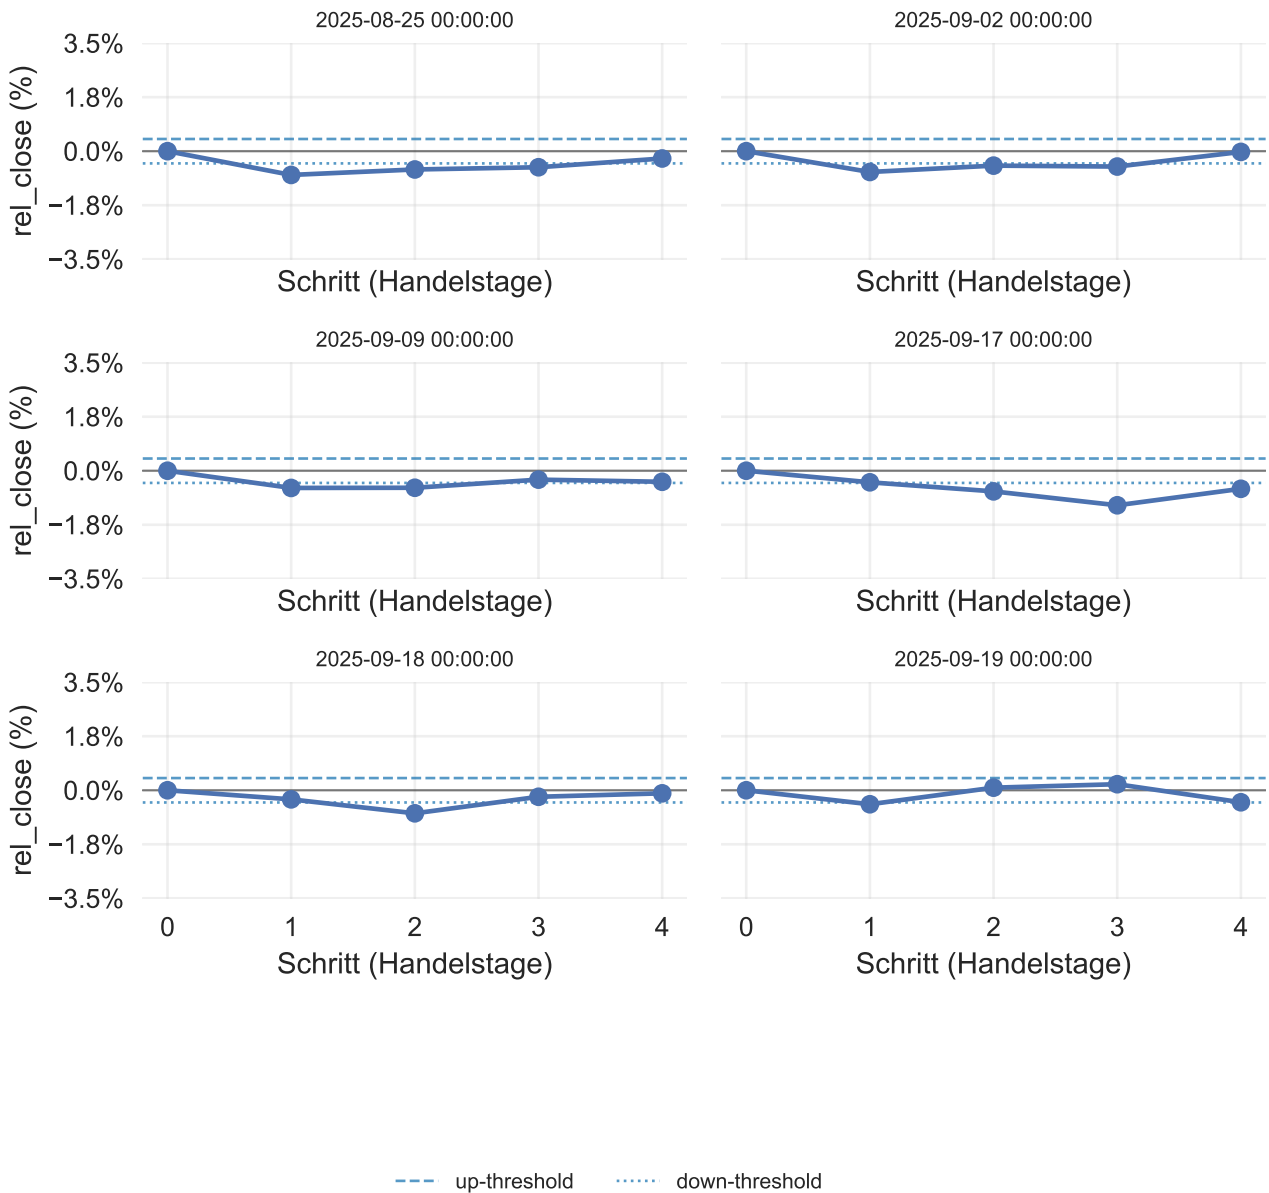 2025-08-25 00:00:00
2025-09-02 00:00:00
3.5%
1.8%
0.0%
−1.8%
−3.5%
rel_close (%)
Schritt (Handelstage)
Schritt (Handelstage)
2025-09-09 00:00:00
2025-09-17 00:00:00
3.5%
1.8%
0.0%
−1.8%
−3.5%
rel_close (%)
Schritt (Handelstage)
Schritt (Handelstage)
2025-09-18 00:00:00
2025-09-19 00:00:00
3.5%
1.8%
0.0%
−1.8%
−3.5%
rel_close (%)
0 1 2 3 4
0 1 2 3 4
Schritt (Handelstage)
Schritt (Handelstage)
up-threshold
down-threshold